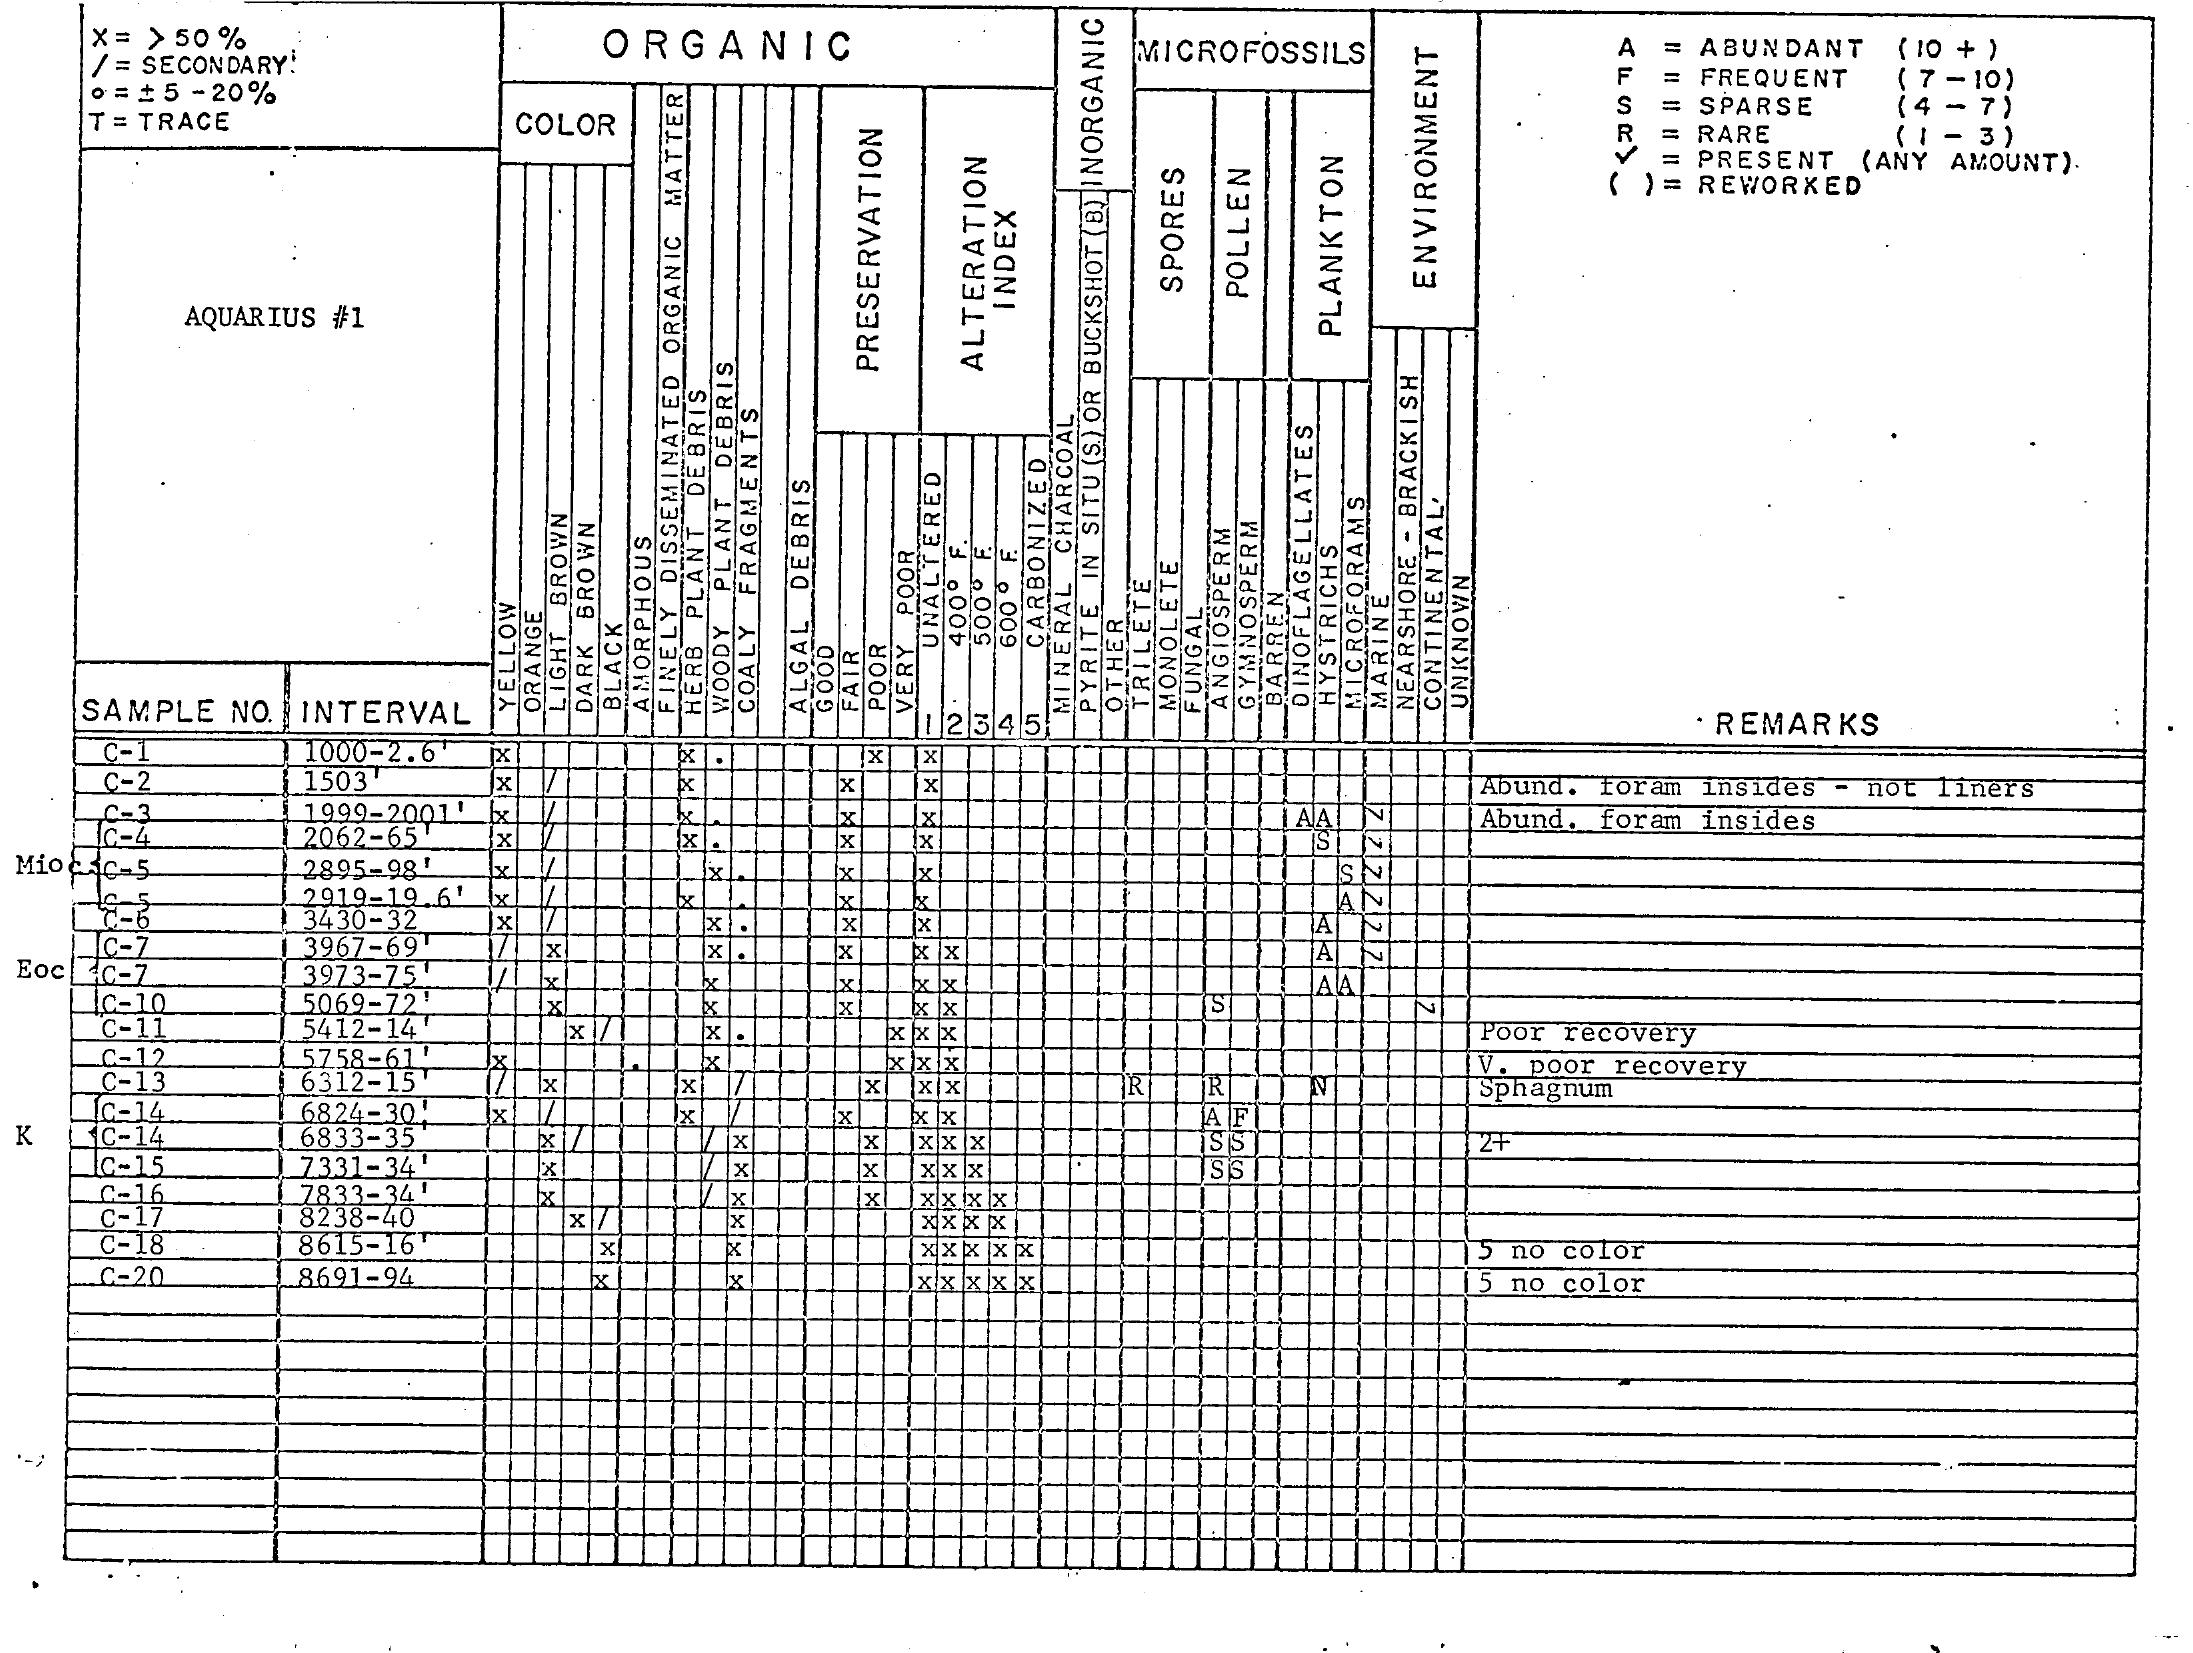 X = > 50 %
/ = SECONDARY
o = ± 5 - 20%
T = TRACE
ORGANIC
INORGANIC
MICROFOSSILS
ENVIRONMENT
A = ABUNDANT (10 +)
F = FREQUENT (7 - 10)
S = SPARSE (4 - 7)
R = RARE (1 - 3)
✓ = PRESENT (ANY AMOUNT)
( ) = REWORKED
COLOR
PRESERVATION
ALTERATION INDEX
SPORES
POLLEN
PLANKTON
AQUARIUS #1
SAMPLE NO.
INTERVAL
YELLOW
ORANGE
LIGHT BROWN
DARK BROWN
BLACK
AMORPHOUS
FINELY DISSEMINATED ORGANIC MATTER
HERB PLANT DEBRIS
WOODY PLANT DEBRIS
COALY FRAGMENTS
ALGAL DEBRIS
GOOD
FAIR
POOR
VERY POOR
1 UNALTERED
2 400° F.
3 500° F.
4 600° F.
5 CARBONIZED
MINERAL CHARCOAL
PYRITE IN SITU(S) OR BUCKSHOT(B)
OTHER
TRILETE
MONOLETE
FUNGAL
ANGIOSPERM
GYMNOSPERM
BARREN
DINOFLAGELLATES
HYSTRICHS
MICROFORAMS
MARINE
NEARSHORE - BRACKISH
CONTINENTAL
UNKNOWN
REMARKS
C-1 1000-2.6' x x . x x
C-2 1503' x / x x x Abund. foram insides - not liners
C-3 1999-2001' x / x . x x A A ✓ Abund. foram insides
C-4 2062-65' x / x . x x S ✓
Mioc
C-5 2895-98' x / x . x x S ✓
C-5 2919-19.6' x / x . x x A ✓
C-6 3430-32 x / x . x x A ✓
C-7 3967-69' / x x . x x x A ✓
Eoc
C-7 3973-75' / x x x x x A A
C-10 5069-72' x x x x x S ✓
C-11 5412-14' x / x . x x x Poor recovery
C-12 5758-61' x . x x x x V. poor recovery
C-13 6312-15' / x x / x x x R R N Sphagnum
C-14 6824-30' x / x / x x x A F
K
C-14 6833-35' x / / x x x x x S S 2+
C-15 7331-34' x / x x x x x S S
C-16 7833-34' x / x x x x x x
C-17 8238-40 x / x x x x x
C-18 8615-16' x x x x x x x 5 no color
C-20 8691-94 x x x x x x x 5 no color